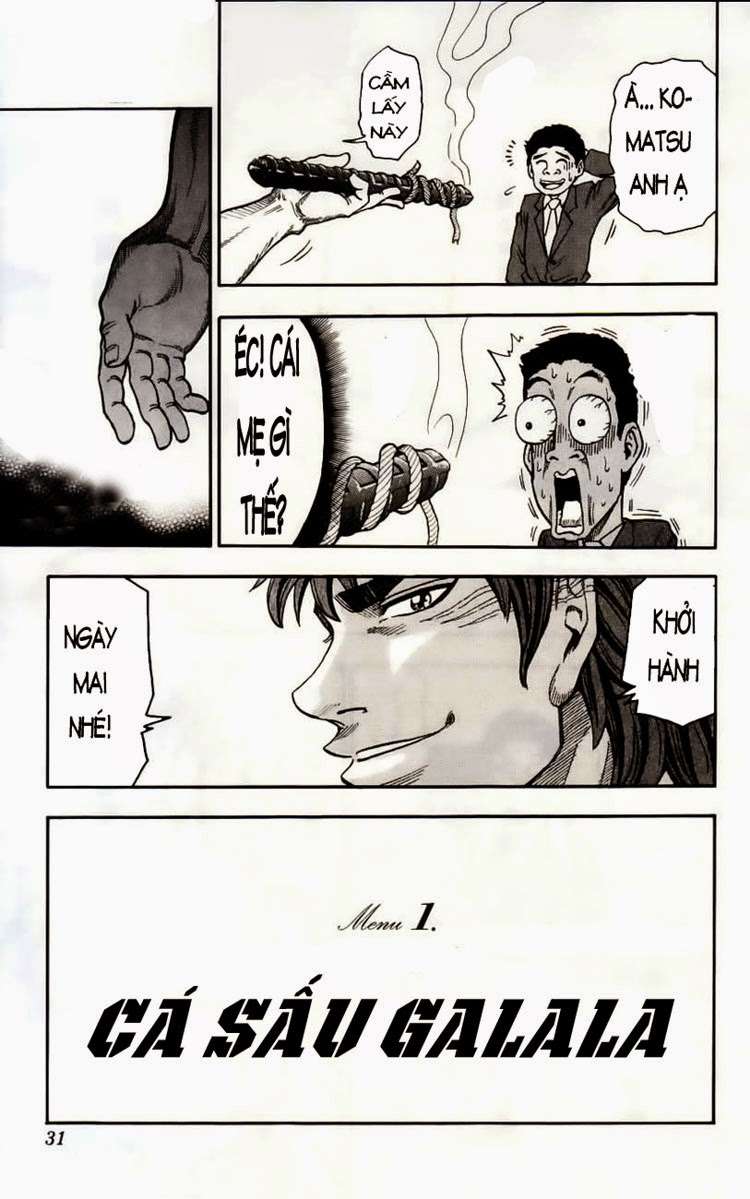 À... KO-
MATSU
ANH Ạ
CẦM
LẤY
NÀY
ÉC! CÁI
MẸ GÌ
THẾ?
KHỞI
HÀNH
NGÀY
MAI
NHÉ!
Menu 1.
CÁ SẤU GALALA
31